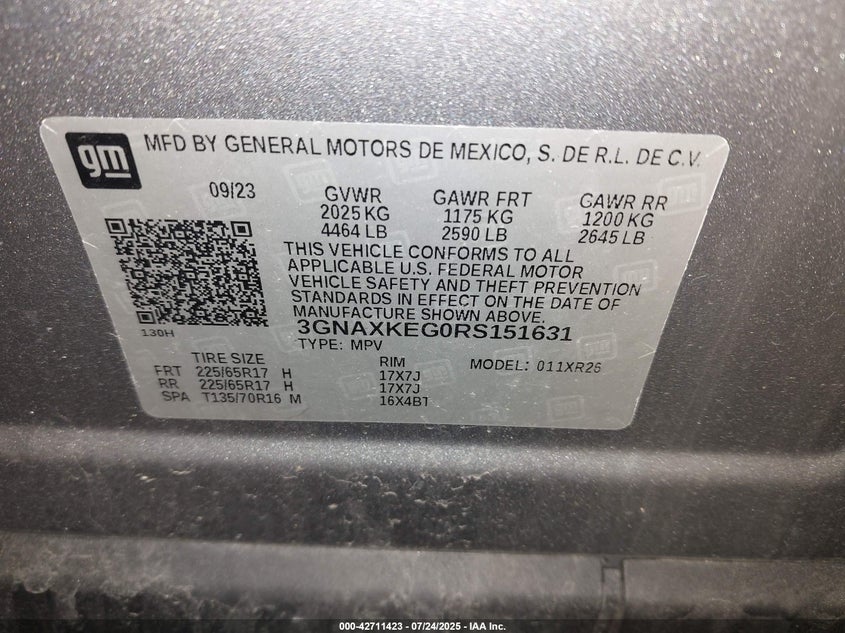 gm
MFD BY GENERAL MOTORS DE MEXICO, S. DE R.L. DE C.V.
09/23 GVWR GAWR FRT GAWR RR
2025 KG 1175 KG 1200 KG
4464 LB 2590 LB 2645 LB
THIS VEHICLE CONFORMS TO ALL
APPLICABLE U.S. FEDERAL MOTOR
VEHICLE SAFETY AND THEFT PREVENTION
STANDARDS IN EFFECT ON THE DATE OF
MANUFACTURE SHOWN ABOVE.
130H
3GNAXKEG0RS151631
TYPE: MPV
TIRE SIZE RIM MODEL: 011XR26
FRT 225/65R17 H 17X7J
RR 225/65R17 H 17X7J
SPA T135/70R16 M 16X4BT
000-42711423 - 07/24/2025 - IAA Inc.